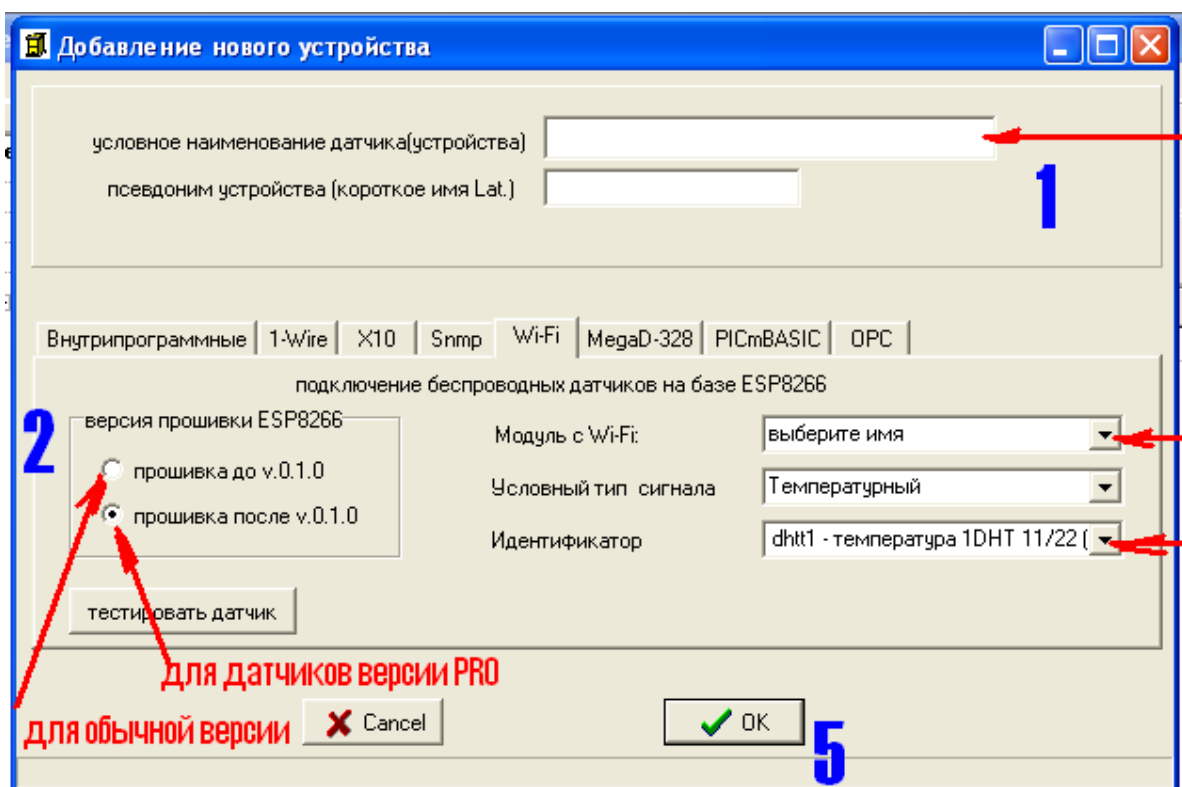 Добавление нового устройства
условное наименование датчика(устройства)
1
псевдоним устройства (короткое имя Lat.)
Внутрипрограммные 1-Wire X10 Snmp Wi-Fi MegaD-328 PICmBASIC OPC
подключение беспроводных датчиков на базе ESP8266
2
версия прошивки ESP8266
прошивка до v.0.1.0
прошивка после v.0.1.0
Модуль с Wi-Fi: выберите имя
Условный тип сигнала Температурный
Идентификатор dhtt1 - температура 1DHT 11/22 (
тестировать датчик
для датчиков версии PRO
для обычной версии
Cancel
OK
5